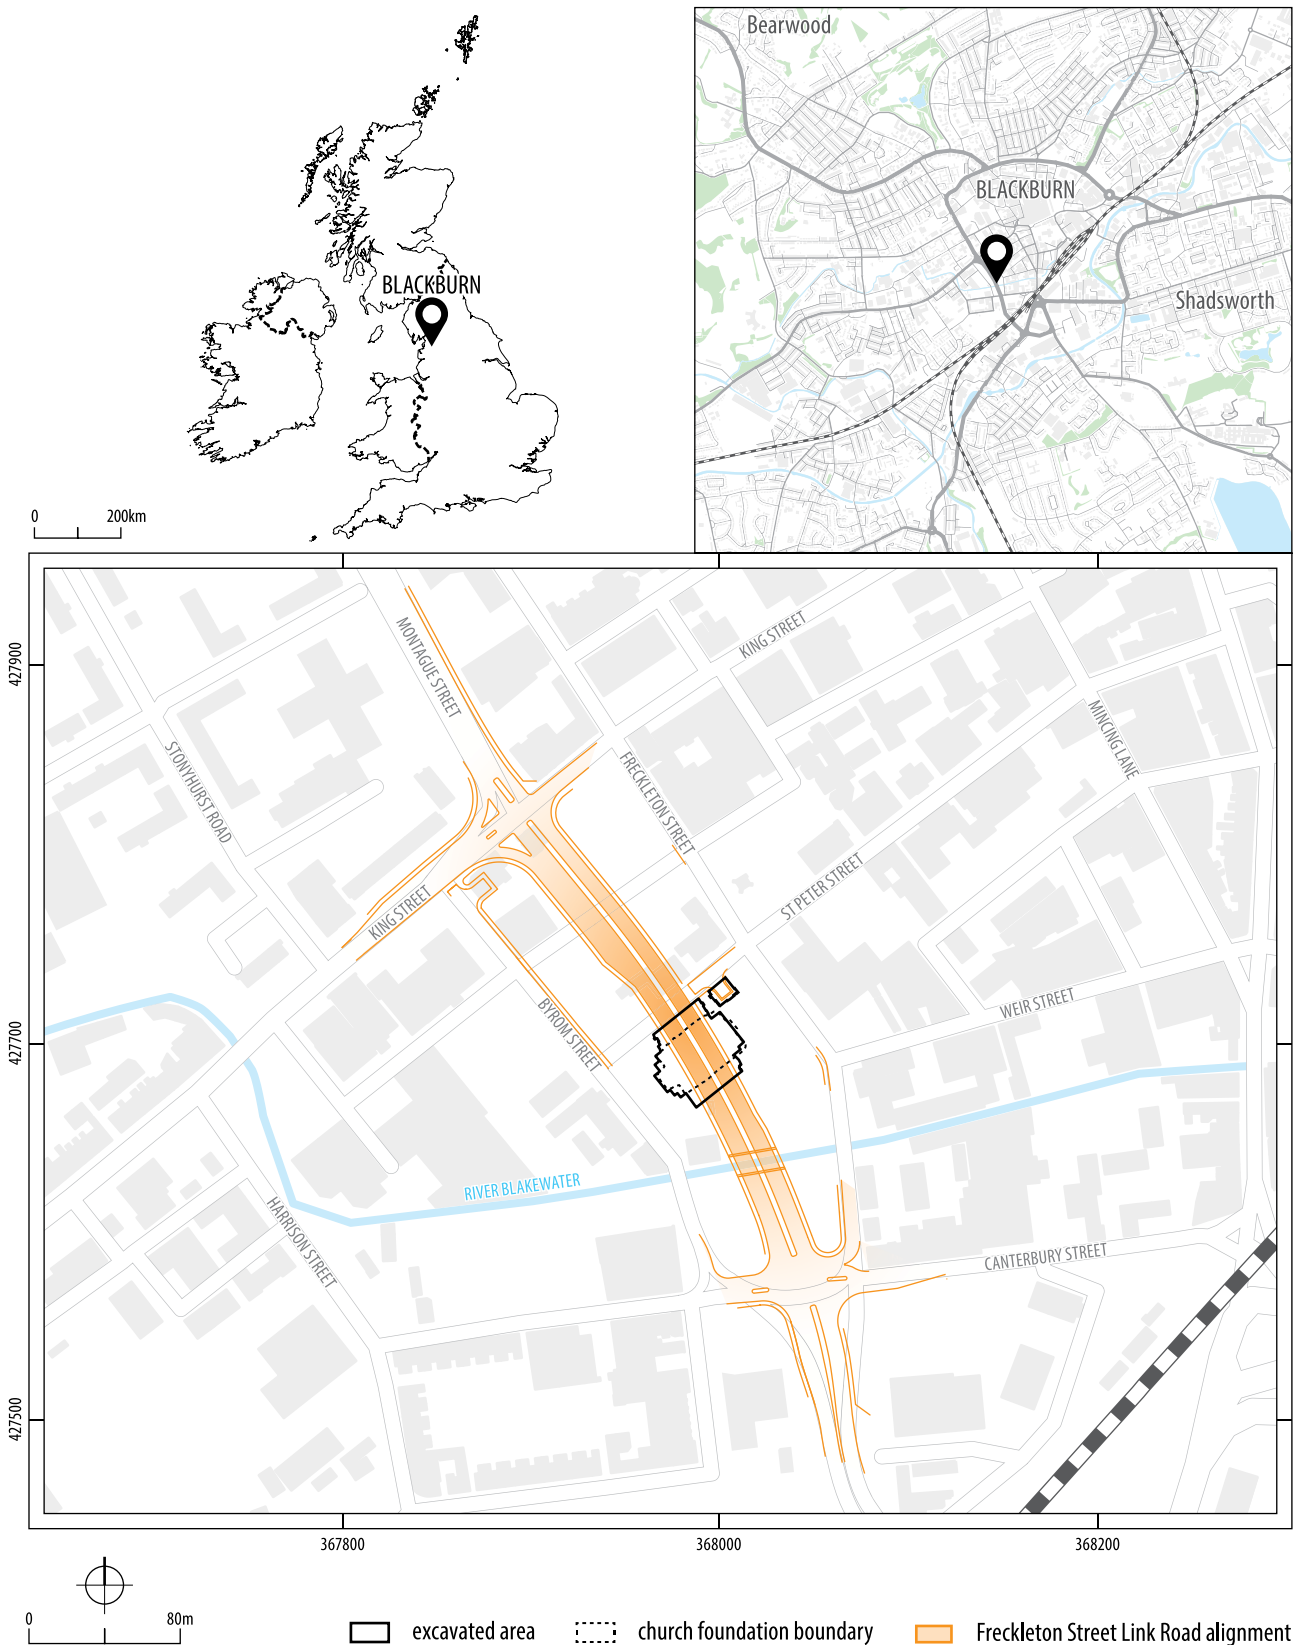 BLACKBURN
0 200km
Bearwood
BLACKBURN
Shadsworth
427900
427700
427500
MONTAGUE STREET
KING STREET
MINCING LANE
STONYHURST ROAD
FRECKLETON STREET
ST PETER STREET
KING STREET
BYROM STREET
WEIR STREET
RIVER BLAKEWATER
HARRISON STREET
CANTERBURY STREET
367800
368000
368200
0 80m
excavated area
church foundation boundary
Freckleton Street Link Road alignment